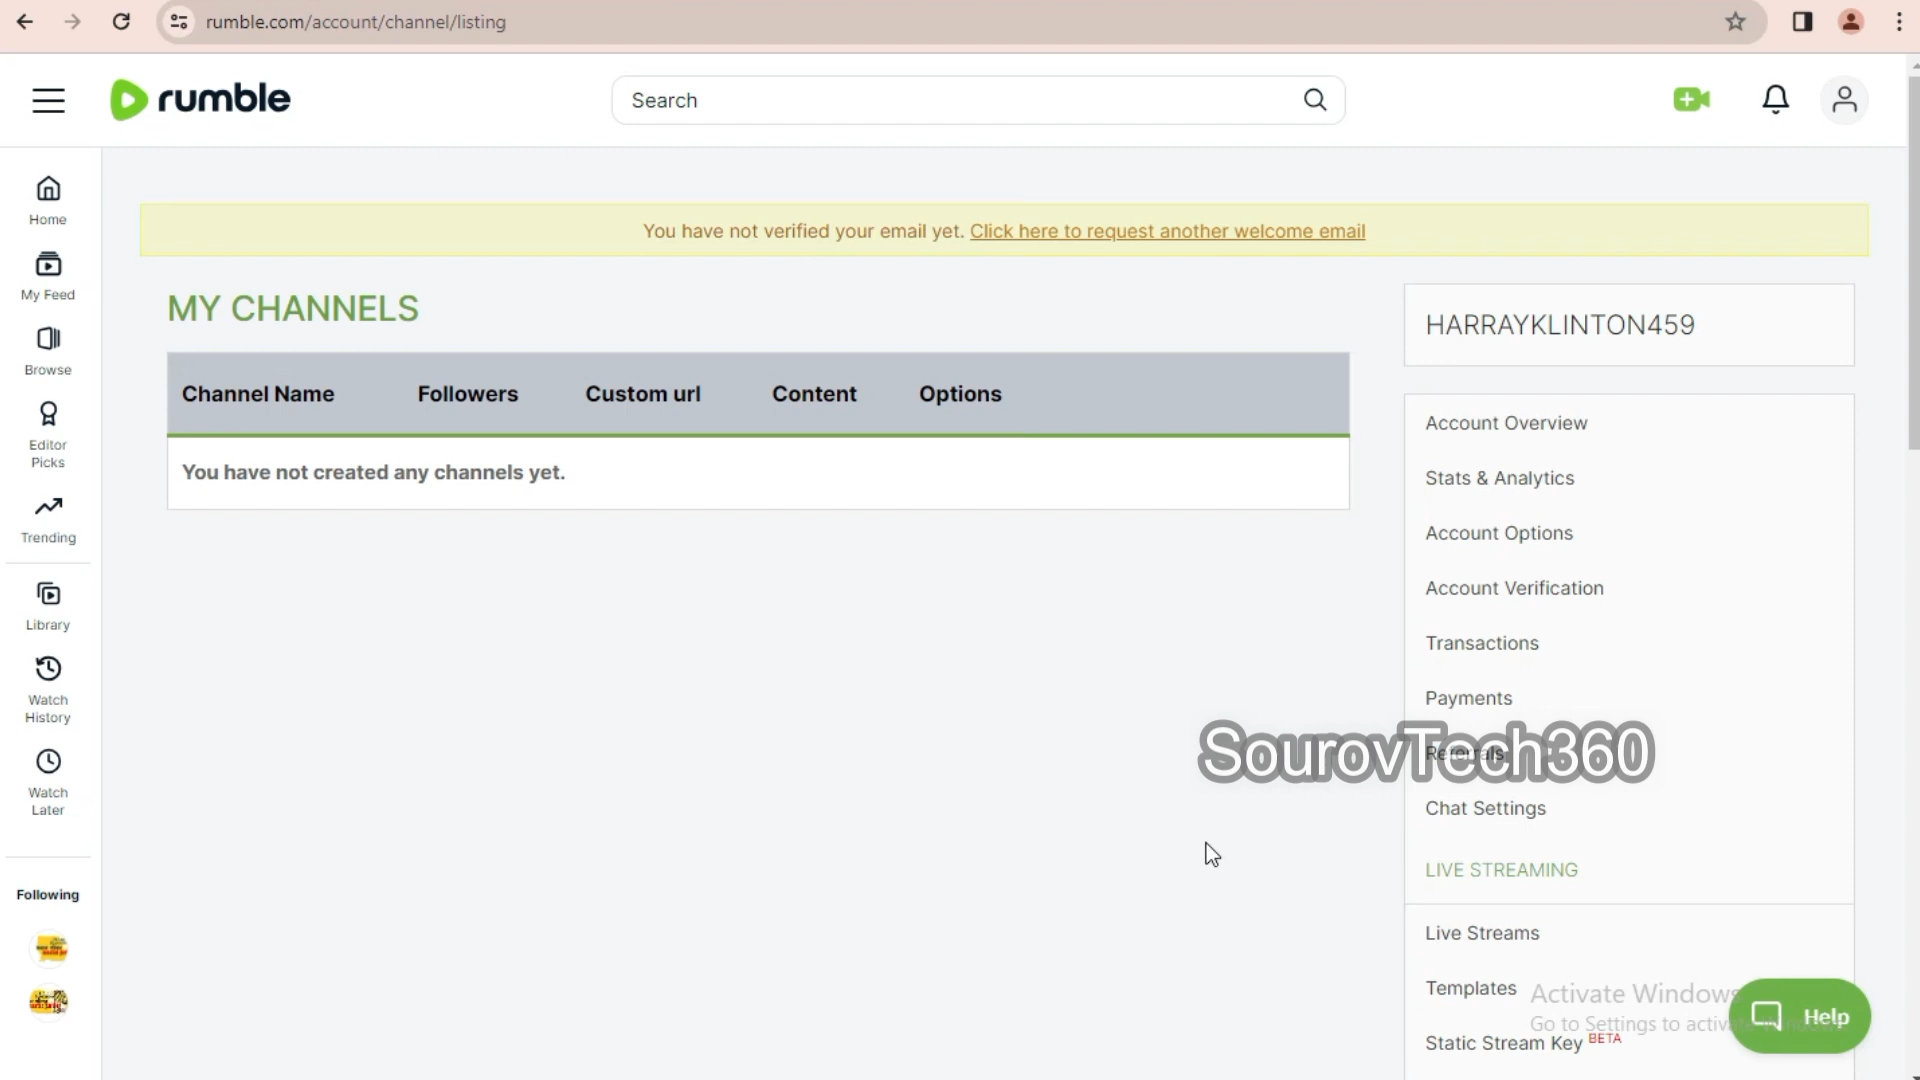 rumble.com/account/channel/listing
rumble
Search
Home
My Feed
Browse
Editor
Picks
Trending
Library
Watch
History
Watch
Later
Following
You have not verified your email yet. Click here to request another welcome email
MY CHANNELS
Channel Name Followers Custom url Content Options
You have not created any channels yet.
HARRAYKLINTON459
Account Overview
Stats & Analytics
Account Options
Account Verification
Transactions
Payments
Referrals
SourovTech360
Chat Settings
LIVE STREAMING
Live Streams
Templates
Static Stream Key BETA
Activate Windows
Go to Settings to activate Windows.
Help